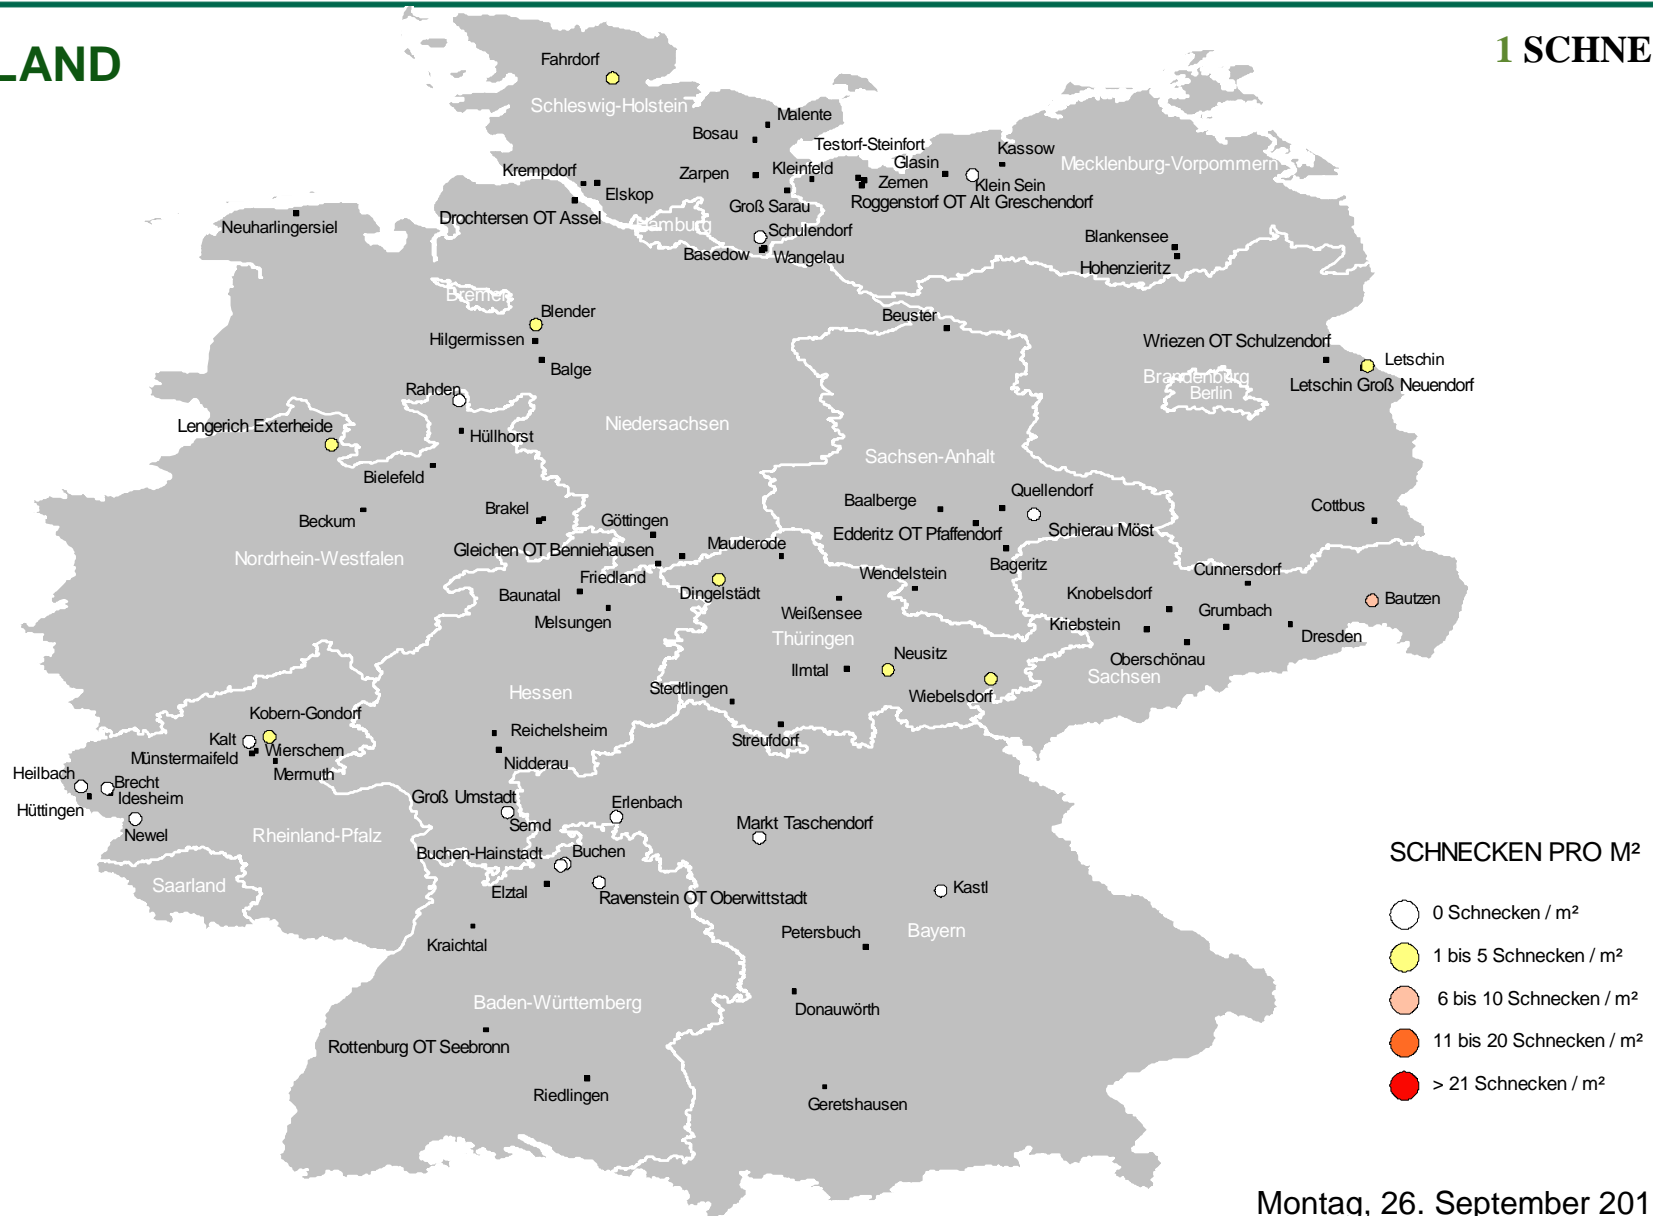 LAND
1 SCHNE
Fahrdorf
Schleswig-Holstein
Malente
Bosau
Testorf-Steinfort
Kassow
Glasin
Mecklenburg-Vorpommern
Krempdorf
Zarpen
Kleinfeld
Zemen
Klein Sein
Elskop
Groß Sarau
Roggenstorf OT Alt Greschendorf
Drochtersen OT Assel
Neuharlingersiel
Hamburg
Schulendorf
Basedow
Wangelau
Blankensee
Hohenzieritz
Bremen
Blender
Beuster
Hilgermissen
Wriezen OT Schulzendorf
Letschin
Balge
Brandenburg
Letschin Groß Neuendorf
Berlin
Rahden
Lengerich Exterheide
Niedersachsen
Hüllhorst
Sachsen-Anhalt
Bielefeld
Quellendorf
Baalberge
Cottbus
Brakel
Beckum
Göttingen
Schierau Möst
Edderitz OT Pfaffendorf
Mauderode
Gleichen OT Benniehausen
Nordrhein-Westfalen
Bageritz
Cunnersdorf
Wendelstein
Friedland
Baunatal
Dingelstädt
Knobelsdorf
Bautzen
Weißensee
Grumbach
Melsungen
Kriebstein
Thüringen
Dresden
Neusitz
Oberschönau
Ilmtal
Sachsen
Stedtlingen
Hessen
Wiebelsdorf
Kobern-Gondorf
Reichelsheim
Kalt
Streufdorf
Wierschem
Münstermaifeld
Nidderau
Mermuth
Heilbach
Brecht
Idesheim
Groß Umstadt
Erlenbach
Hüttingen
Semd
Markt Taschendorf
Newel
Rheinland-Pfalz
Buchen-Hainstadt
Buchen
SCHNECKEN PRO M²
Saarland
Elztal
Ravenstein OT Oberwittstadt
Kastl
0 Schnecken / m²
Petersbuch
Bayern
Kraichtal
1 bis 5 Schnecken / m²
Baden-Württemberg
6 bis 10 Schnecken / m²
Donauwörth
11 bis 20 Schnecken / m²
Rottenburg OT Seebronn
> 21 Schnecken / m²
Riedlingen
Geretshausen
Montag, 26. September 201